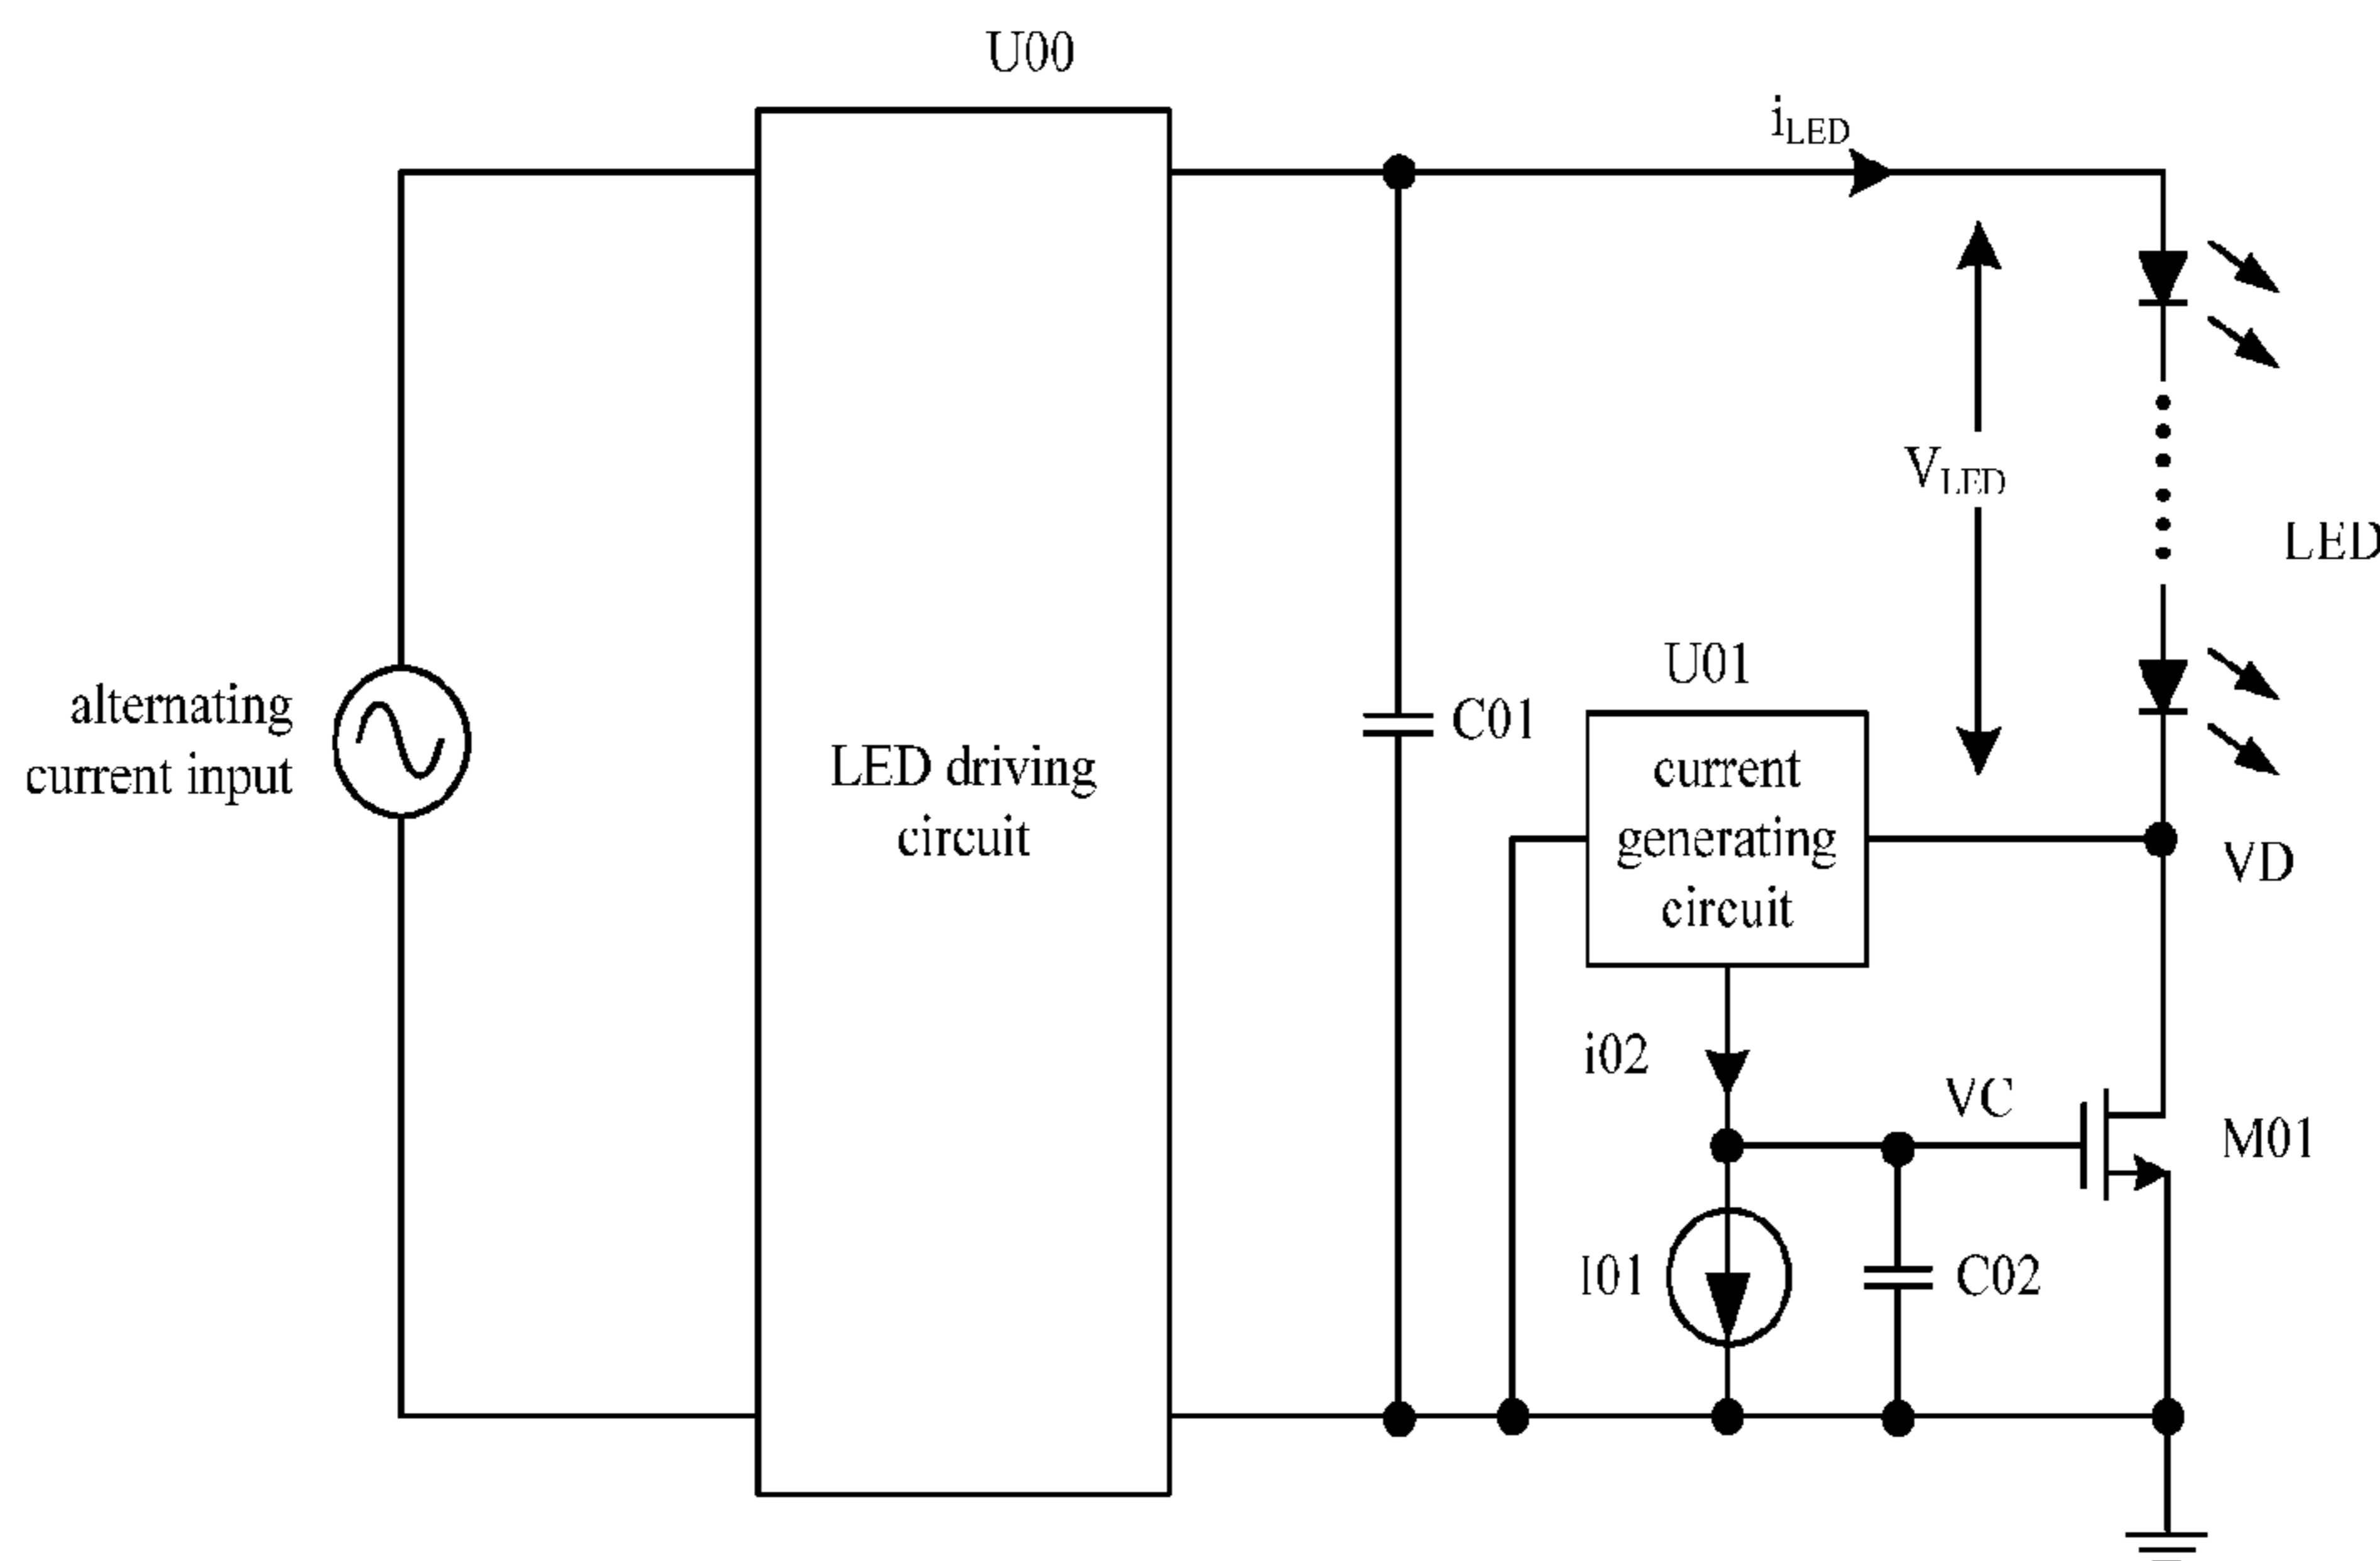 U00
iLED
VLED
LED
U01
alternating
current input
C01
LED driving
circuit
current
generating
circuit
VD
i02
VC
M01
I01
C02